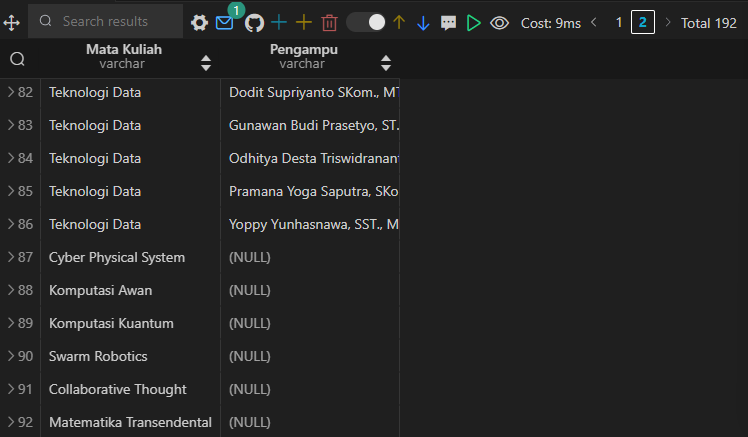 Search results
1
Cost: 9ms
1
2
Total 192
Mata Kuliah
varchar
Pengampu
varchar
82 Teknologi Data Dodit Supriyanto SKom., MT
83 Teknologi Data Gunawan Budi Prasetyo, ST.
84 Teknologi Data Odhitya Desta Triswidranant
85 Teknologi Data Pramana Yoga Saputra, SKo
86 Teknologi Data Yoppy Yunhasnawa, SST., M
87 Cyber Physical System (NULL)
88 Komputasi Awan (NULL)
89 Komputasi Kuantum (NULL)
90 Swarm Robotics (NULL)
91 Collaborative Thought (NULL)
92 Matematika Transendental (NULL)